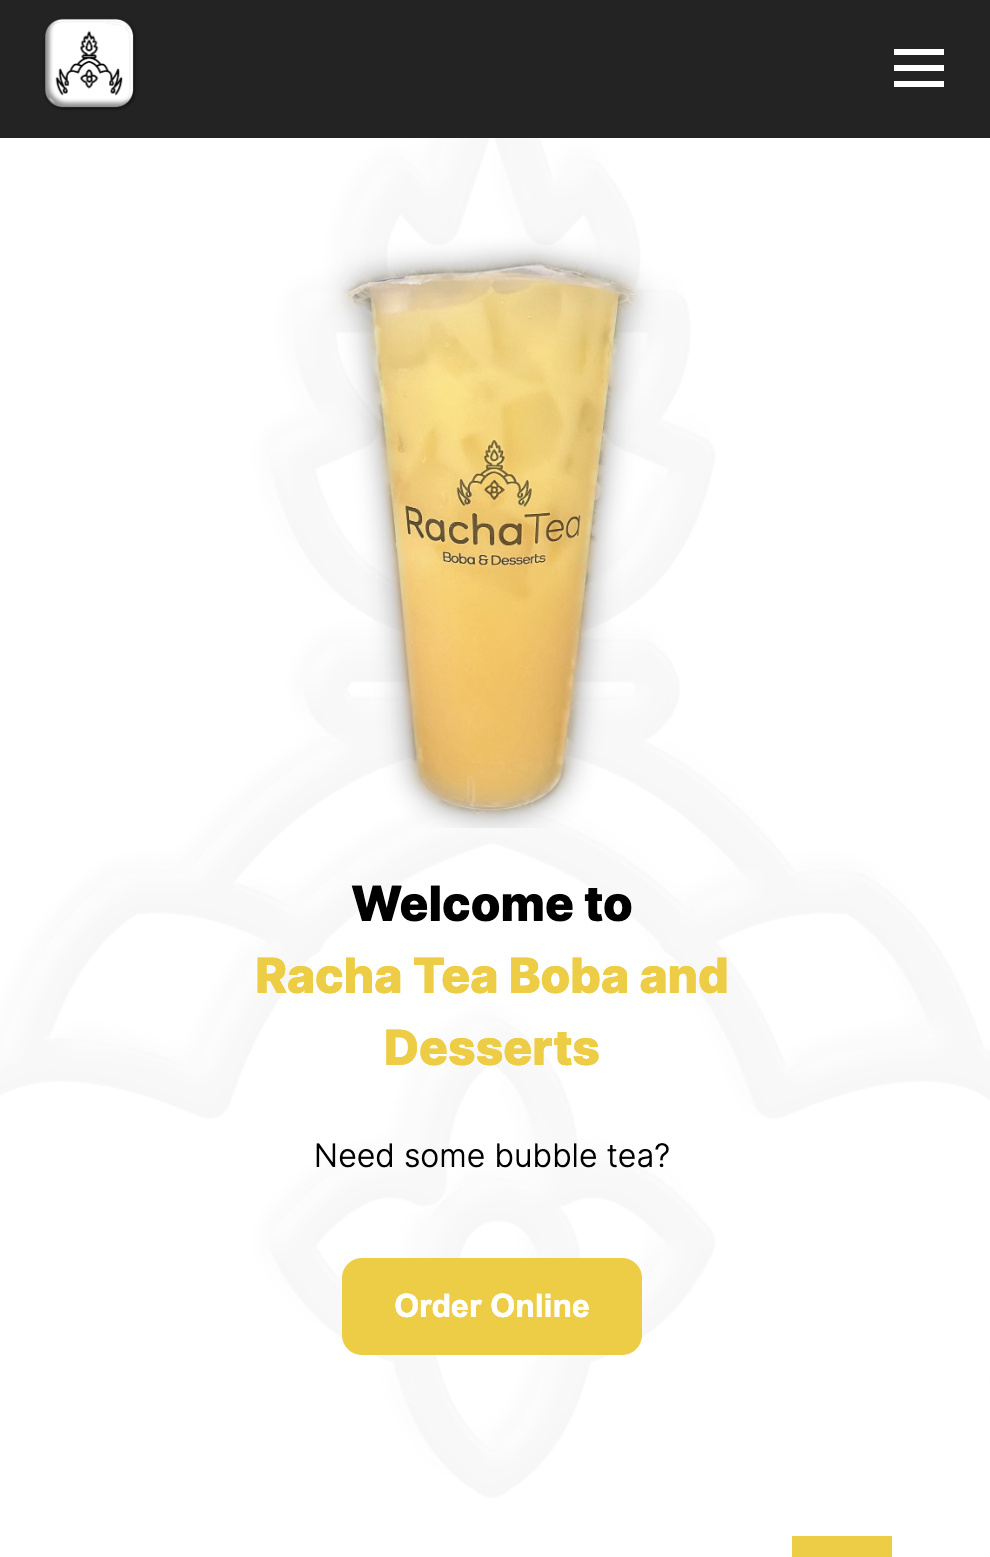 RachaTea
Boba & Desserts
Welcome to
Racha Tea Boba and
Desserts
Need some bubble tea?
Order Online